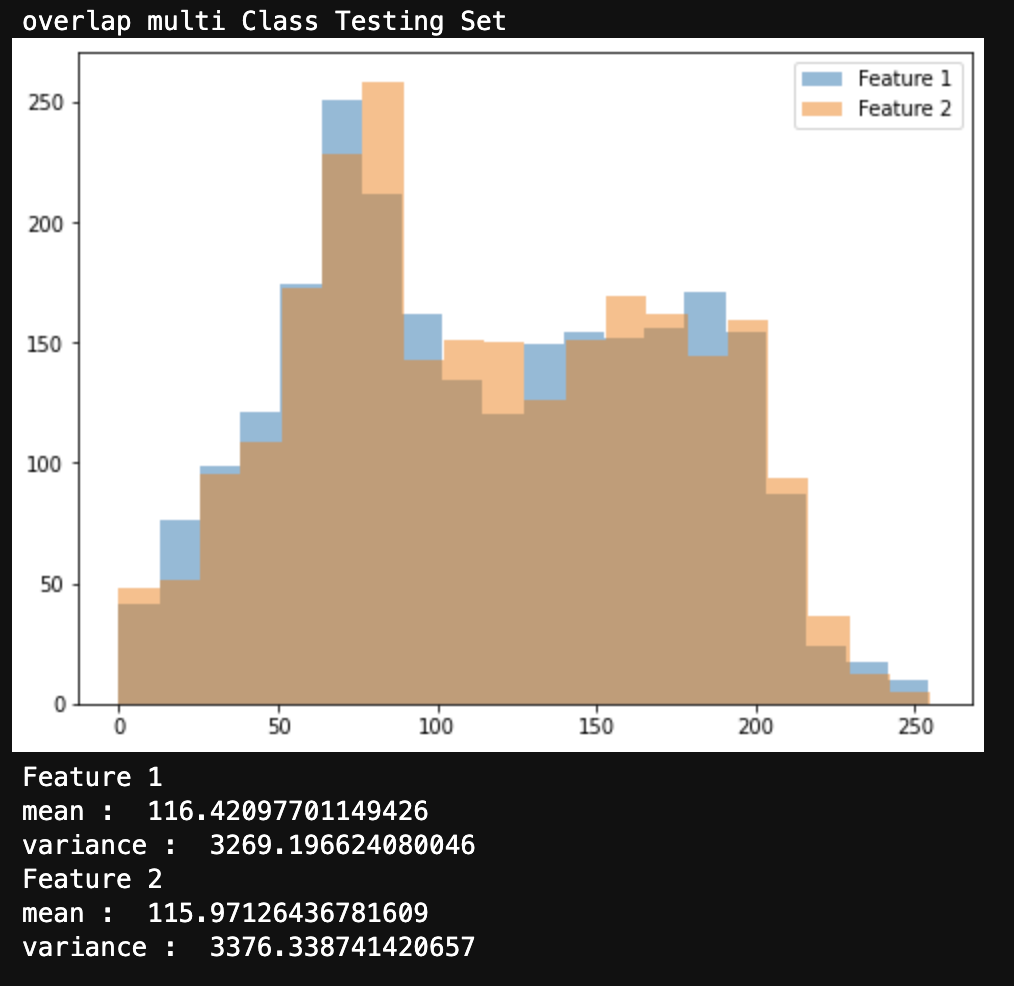 overlap multi Class Testing Set
Feature 1
Feature 2
250
200
150
100
50
0
0 50 100 150 200 250
Feature 1
mean :  116.42097701149426
variance :  3269.196624080046
Feature 2
mean :  115.97126436781609
variance :  3376.338741420657